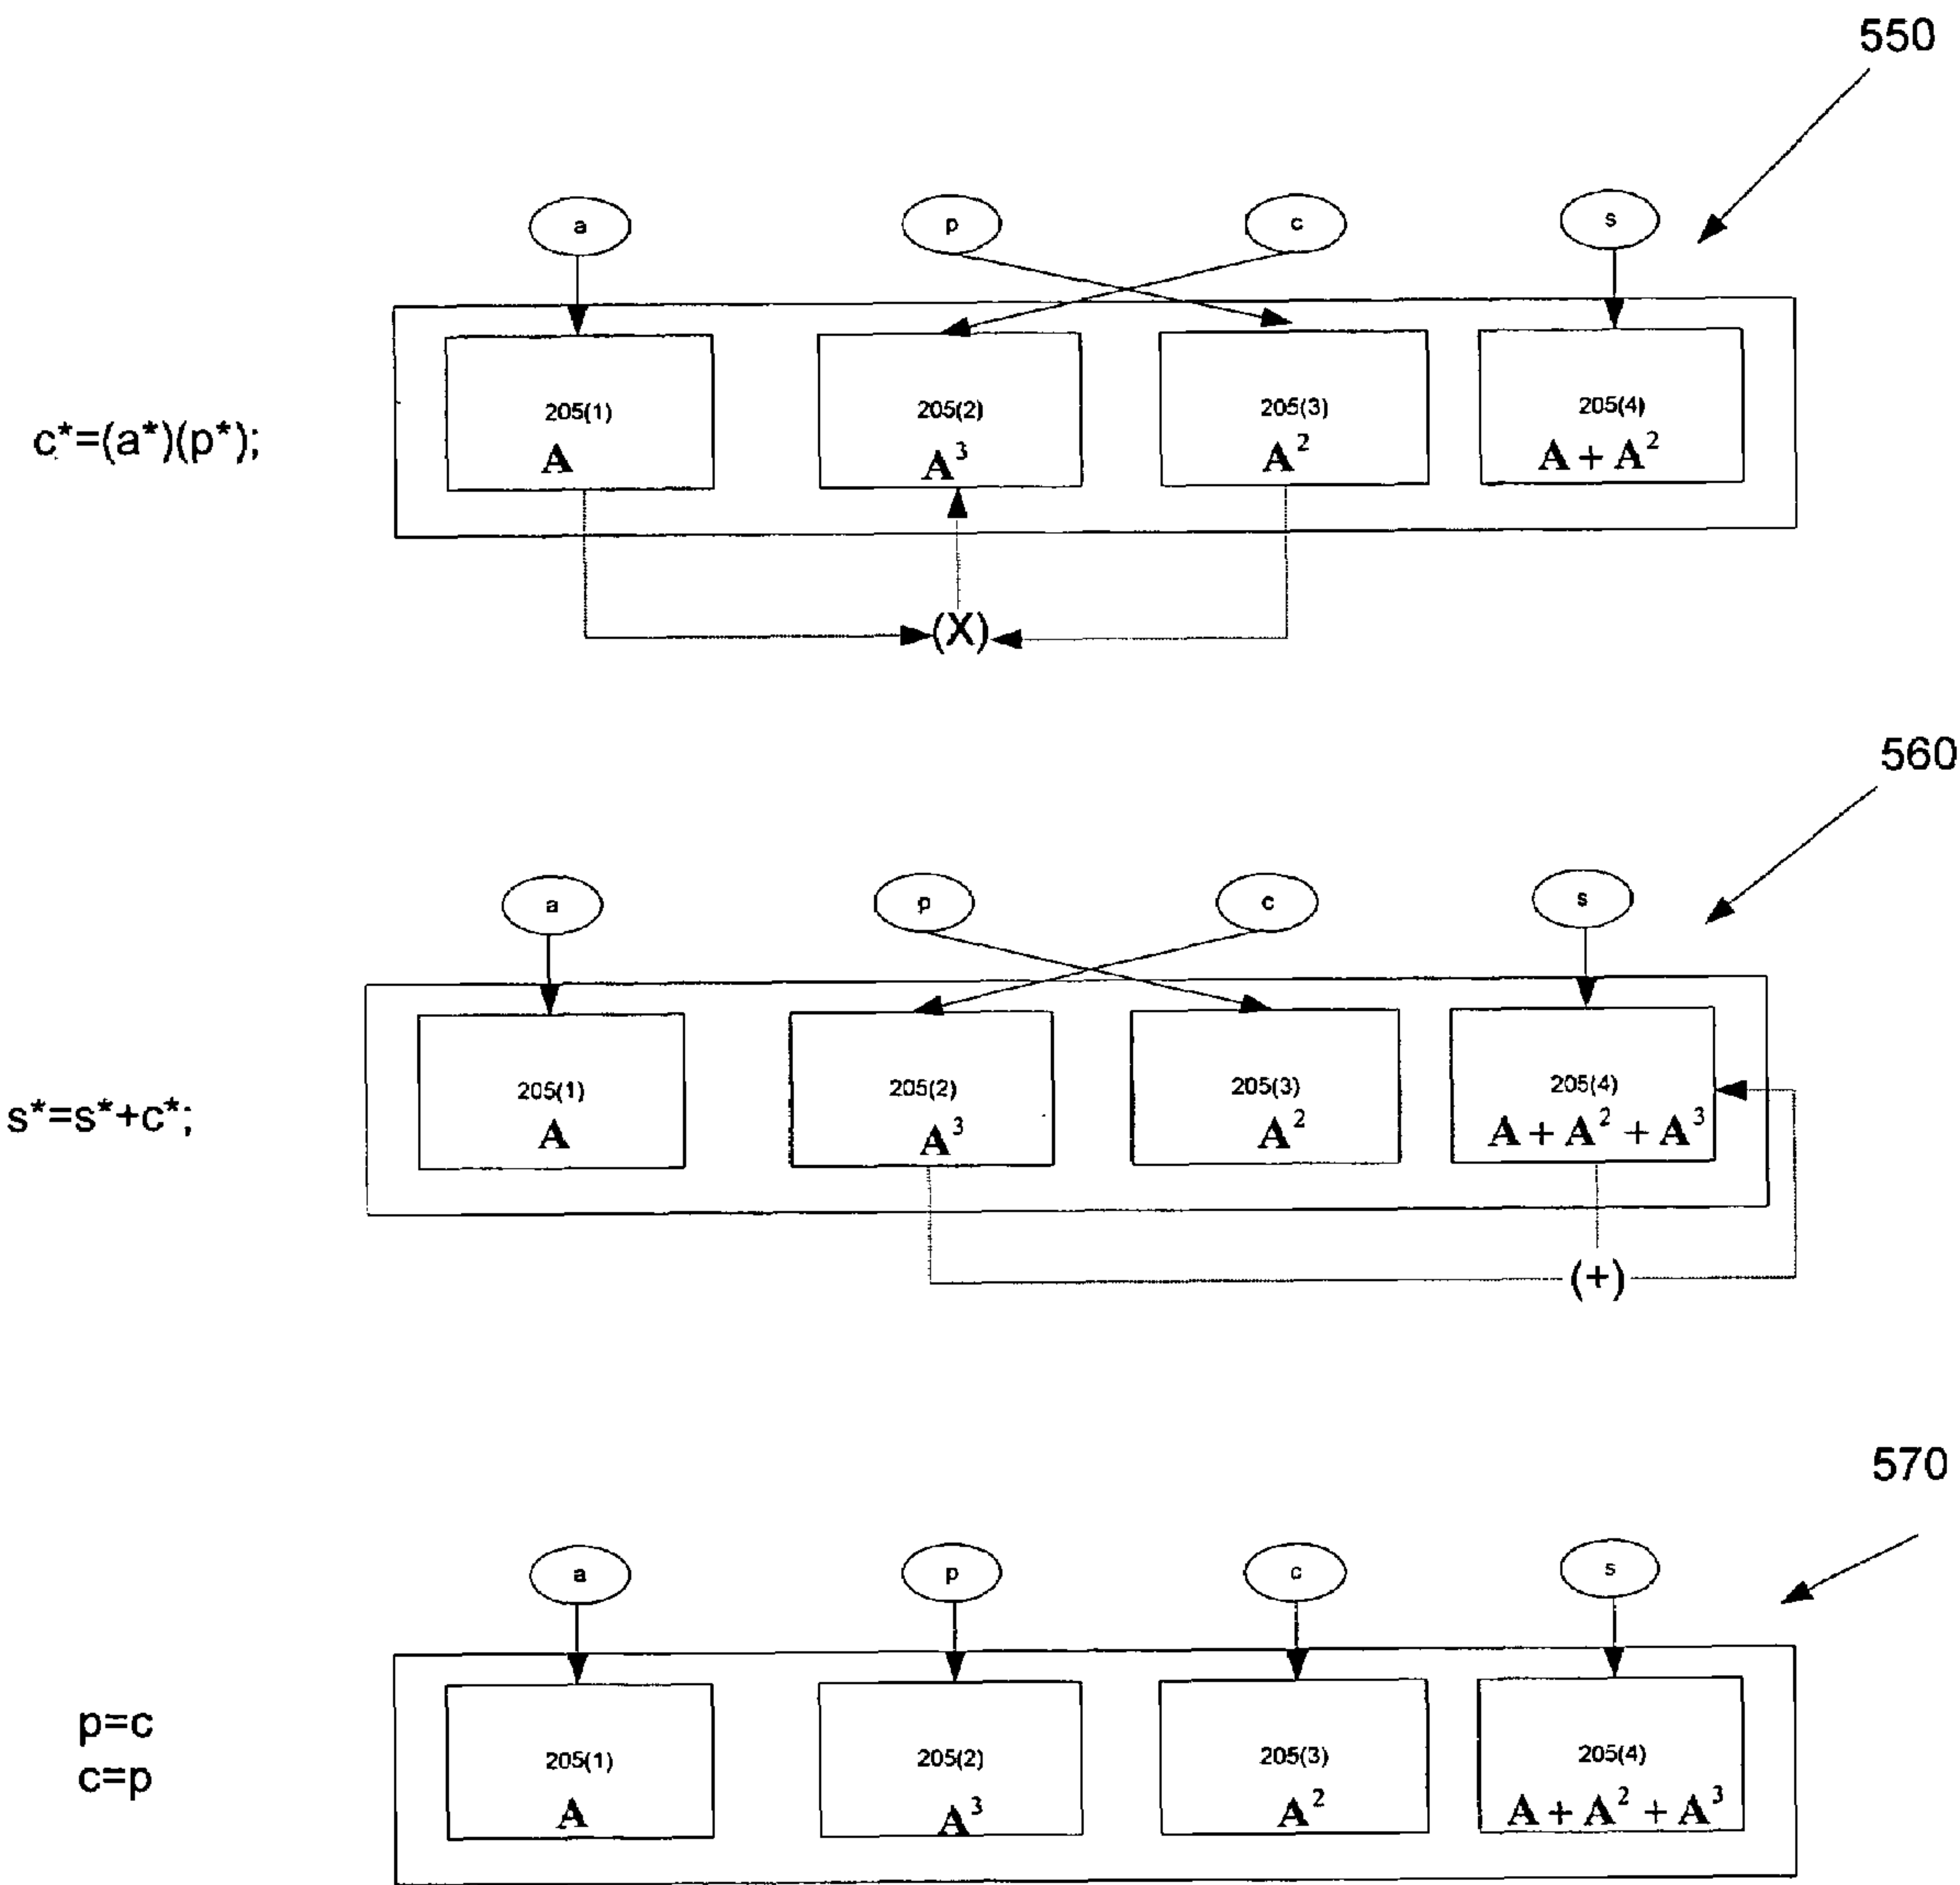 550
a p c s
c*=(a*)(p*);
205(1) 205(2) 205(3) 205(4)
A A³ A² A + A²
(X)
560
a p c s
s*=s*+c*;
205(1) 205(2) 205(3) 205(4)
A A³ A² A + A² + A³
(+)
570
a p c s
p=c
c=p
205(1) 205(2) 205(3) 205(4)
A A³ A² A + A² + A³